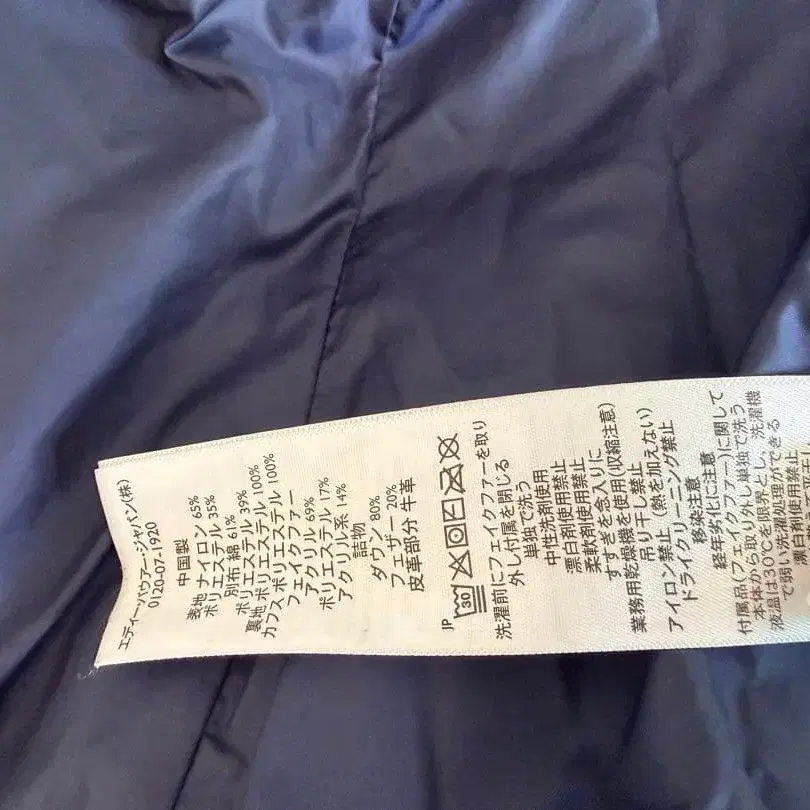 エディーバウアー・ジャパン(株)
0120-07-1920
中国製
表地 ナイロン 65%
ポリエステル 35%
別布 綿 61%
ポリエステル 39%
裏地 ポリエステル 100%
カフス ポリエステル 100%
フェイクファー
アクリル 69%
ポリエステル 17%
アクリル系 14%
詰物
ダウン 80%
フェザー 20%
皮革部分 牛革
JP
30
洗濯前にフェイクファーを取り
外し付属を閉じる
単独で洗う
中性洗剤使用
漂白剤使用禁止
柔軟剤使用禁止
すすぎを念入りに
業務用乾燥機を使用(収縮注意)
吊り干し禁止
アイロン禁止 (熱を加えない)
ドライクリーニング禁止
移染注意
経年劣化に注意
付属品(フェイクファー)に関して
本体から取り外し単独で洗う
液温は30℃を限界とし、洗濯機
で弱い洗濯処理ができる
漂白剤使用禁止